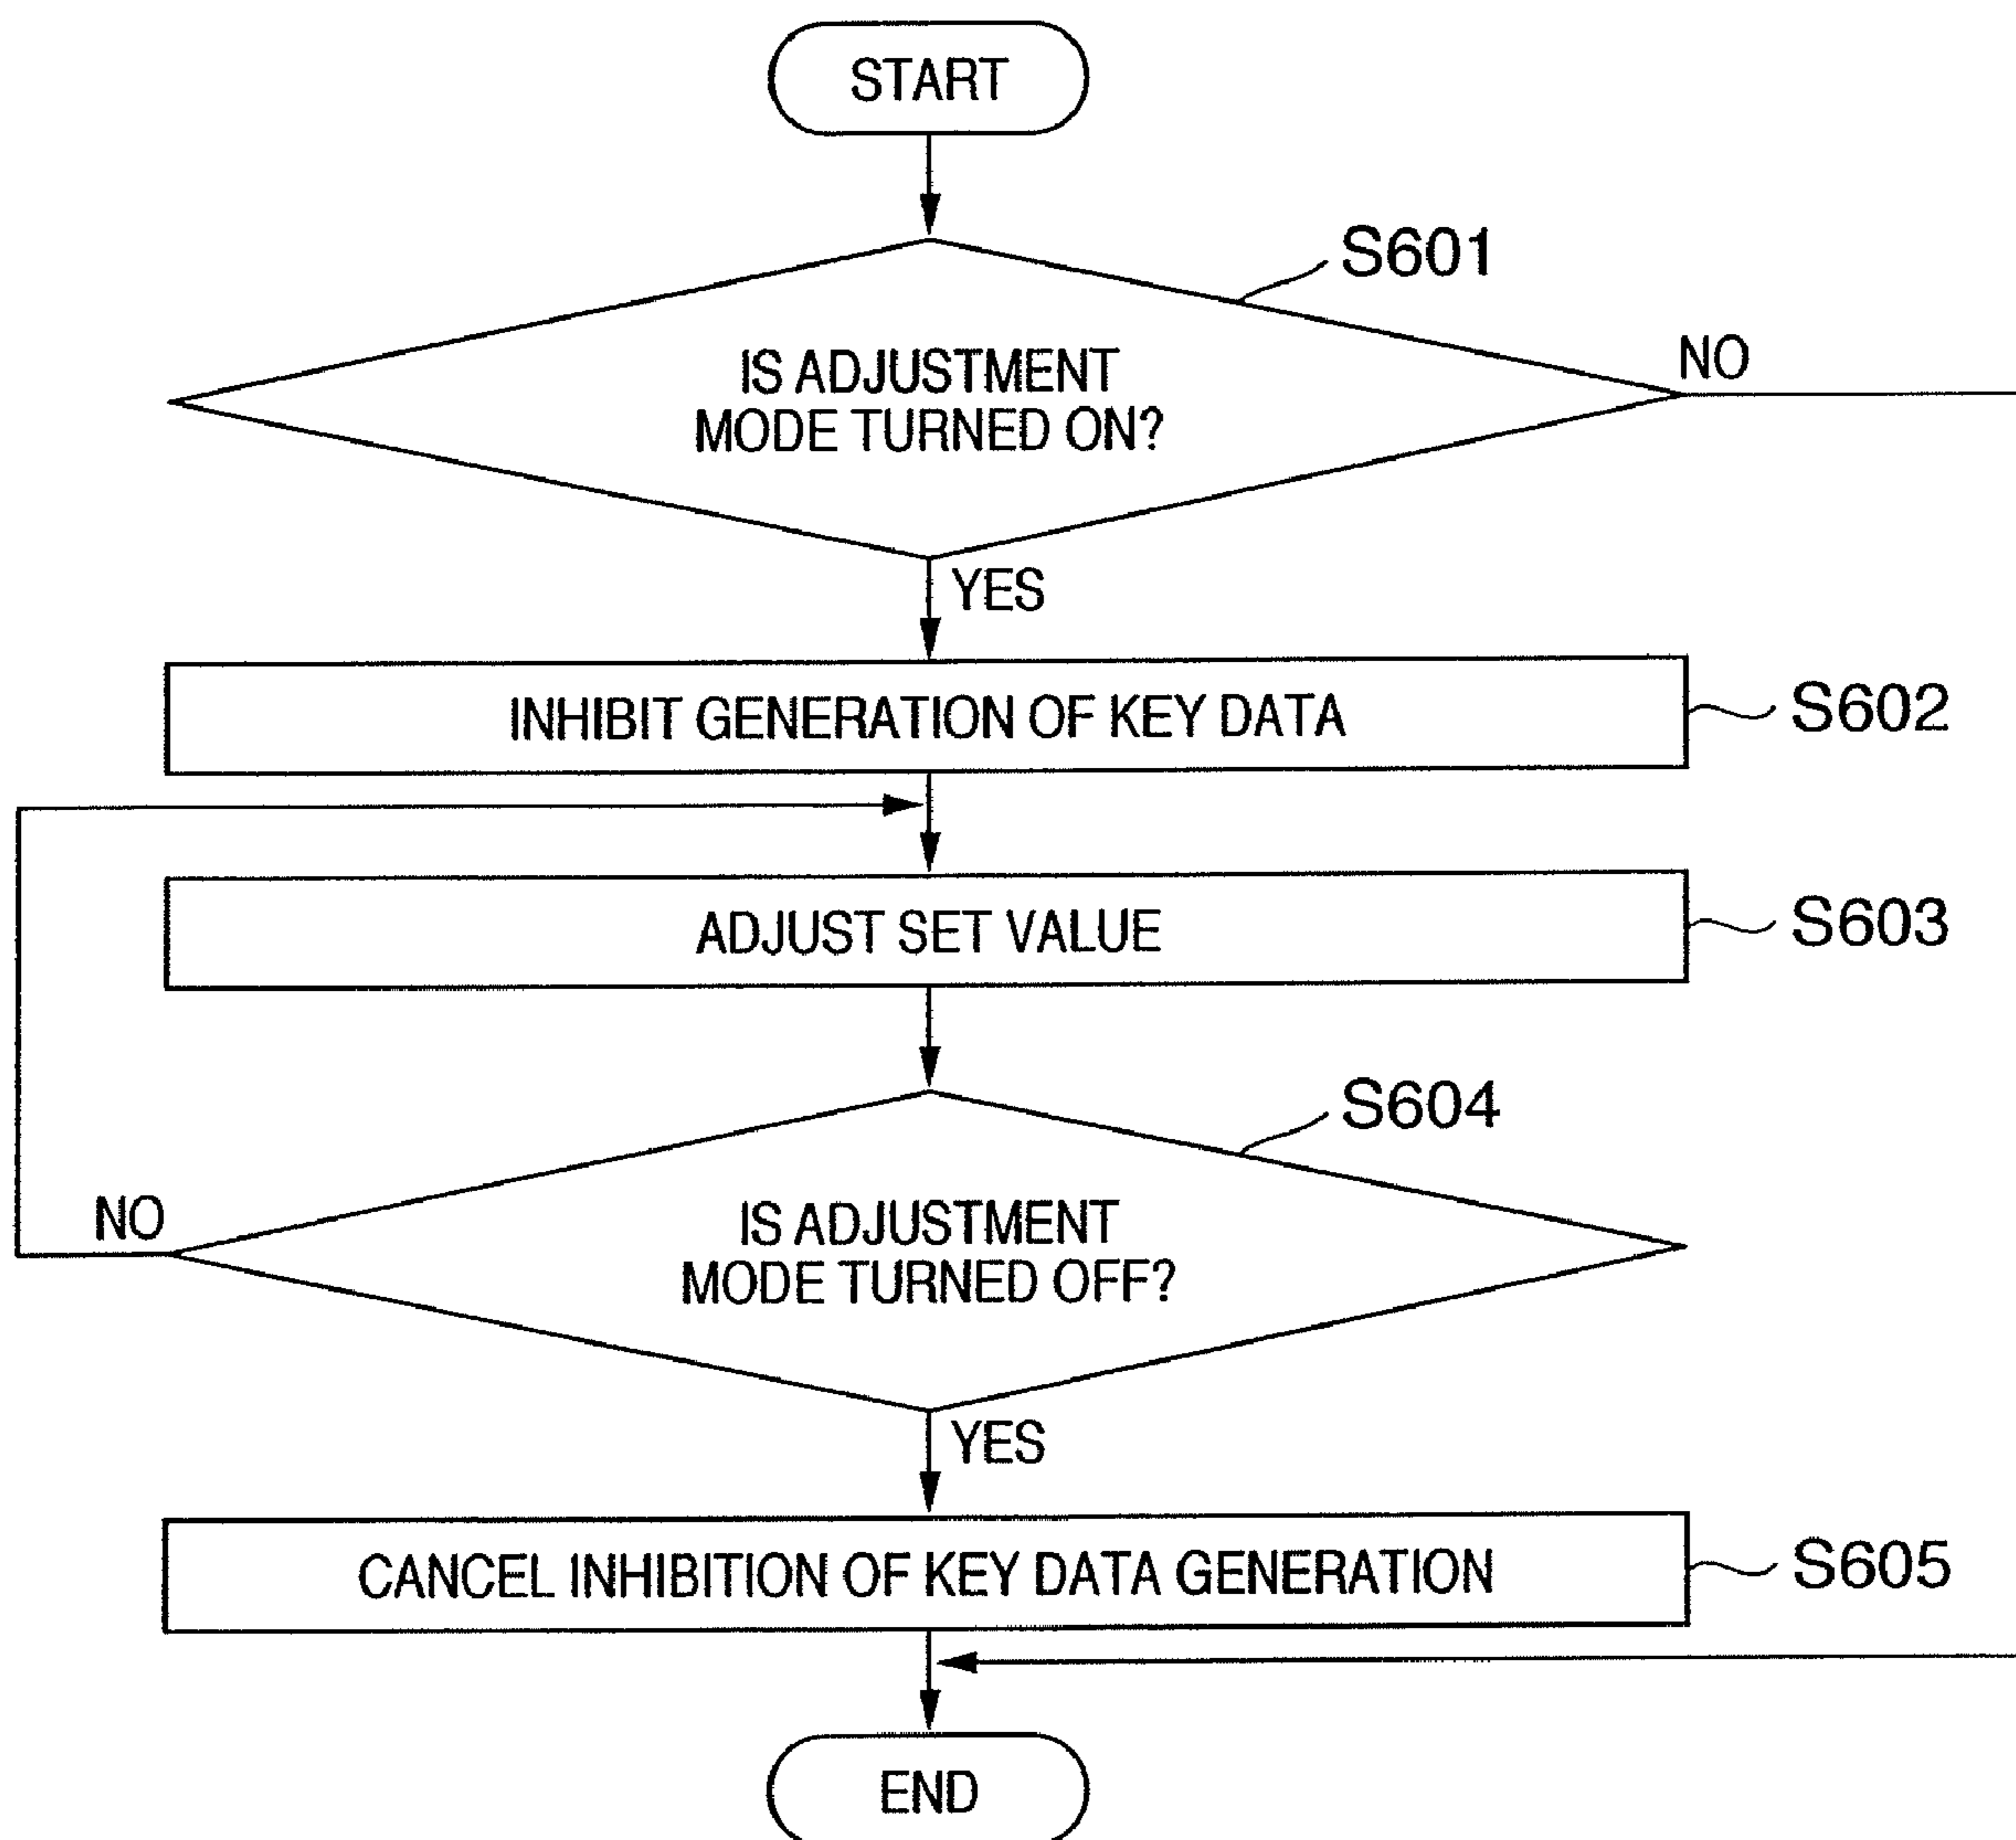 START
S601
IS ADJUSTMENT
MODE TURNED ON?
NO
YES
INHIBIT GENERATION OF KEY DATA
S602
ADJUST SET VALUE
S603
S604
IS ADJUSTMENT
MODE TURNED OFF?
NO
YES
CANCEL INHIBITION OF KEY DATA GENERATION
S605
END